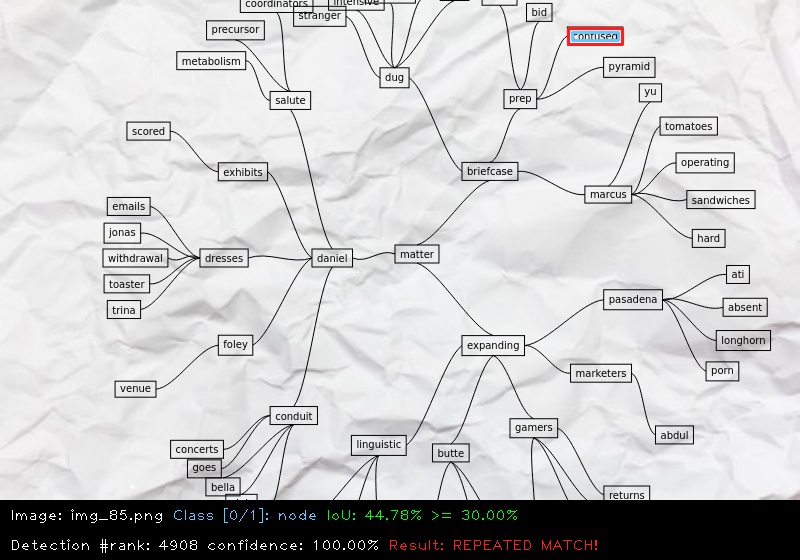 coordinators
intensive
stranger
bid
precursor
confused
metabolism
pyramid
dug
yu
salute
prep
tomatoes
scored
operating
exhibits
briefcase
marcus
sandwiches
emails
jonas
hard
withdrawal
dresses
daniel
matter
toaster
ati
trina
pasadena
absent
foley
expanding
longhorn
venue
marketers
porn
conduit
gamers
abdul
concerts
linguistic
butte
goes
bella
returns
Image: img_85.png Class [0/1]: node IoU: 44.78% >= 30.00%
Detection #rank: 4908 confidence: 100.00% Result: REPEATED MATCH!